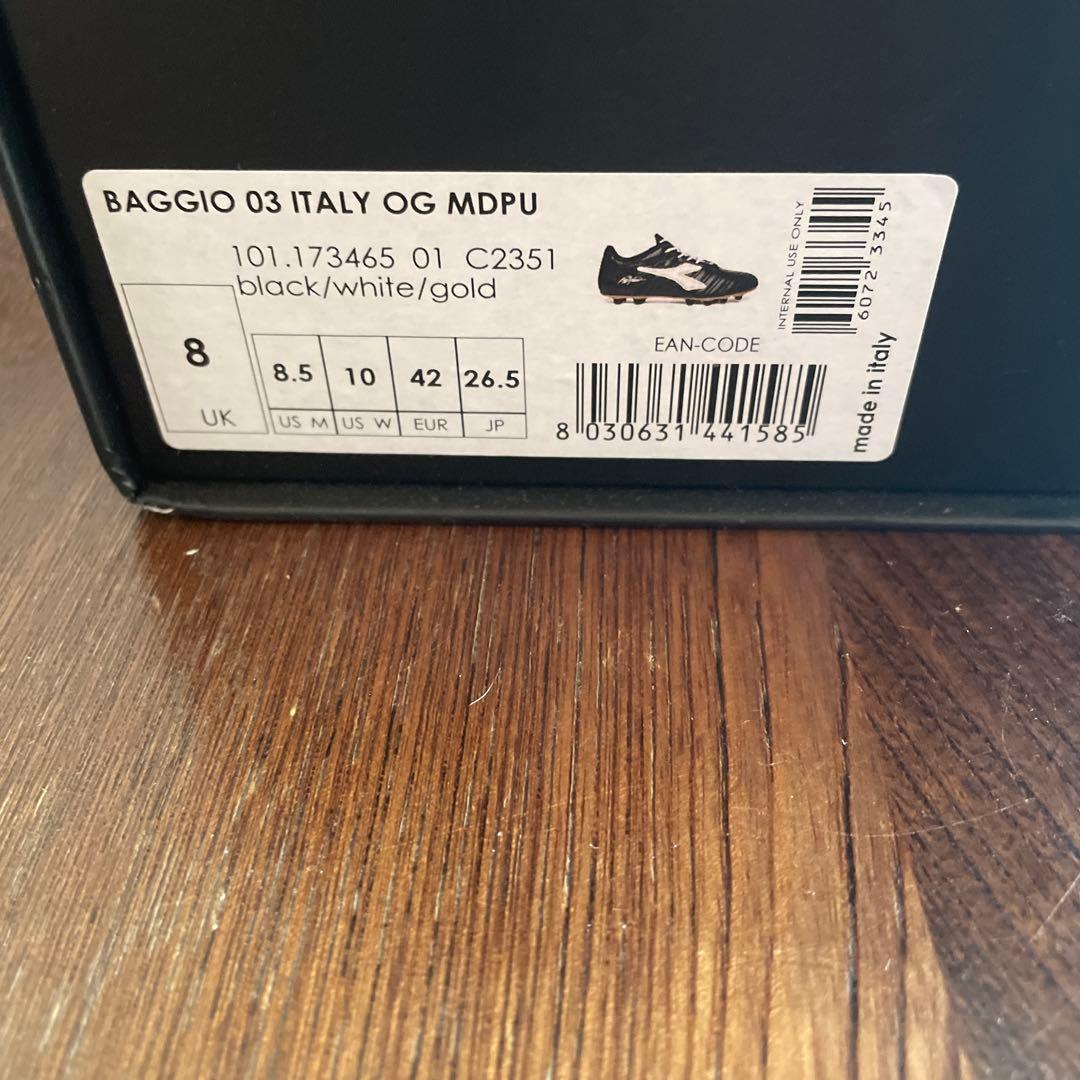 BAGGIO 03 ITALY OG MDPU
101.173465 01 C2351
black/white/gold
8
UK
8.5 10 42 26.5
US M US W EUR JP
EAN-CODE
8 030631 441585
INTERNAL USE ONLY
6072 3345
made in italy